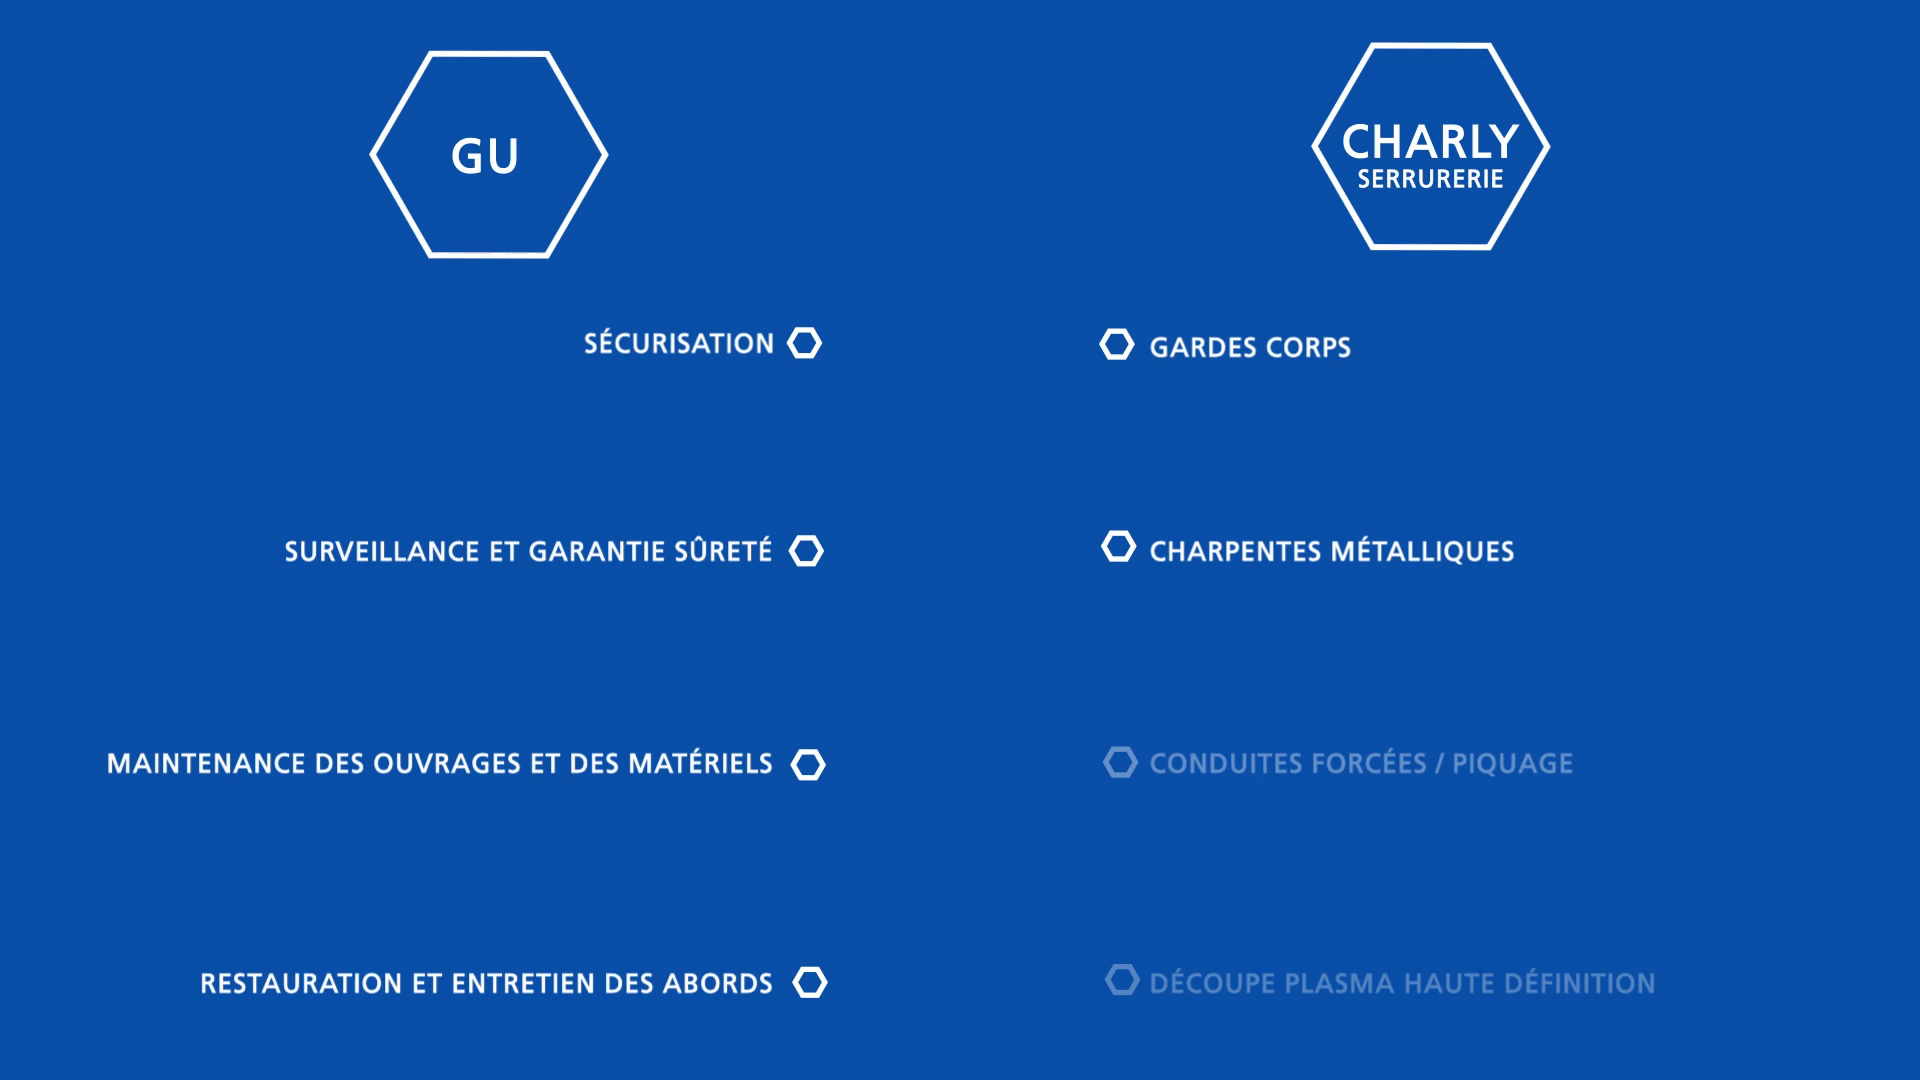 GU
SÉCURISATION
SURVEILLANCE ET GARANTIE SÛRETÉ
MAINTENANCE DES OUVRAGES ET DES MATÉRIELS
RESTAURATION ET ENTRETIEN DES ABORDS
CHARLY
SERRURERIE
GARDES CORPS
CHARPENTES MÉTALLIQUES
CONDUITES FORCÉES / PIQUAGE
DÉCOUPE PLASMA HAUTE DÉFINITION